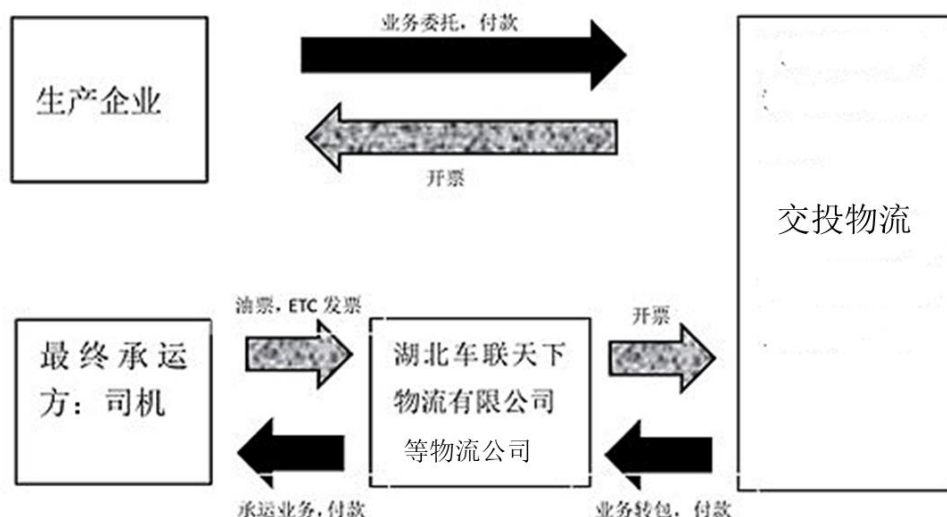 业务委托，付款
生产企业
开票
交投物流
油票，ETC 发票
开票
最终承运
方：司机
湖北车联天下
物流有限公司
等物流公司
承运业务，付款
业务转包，付款